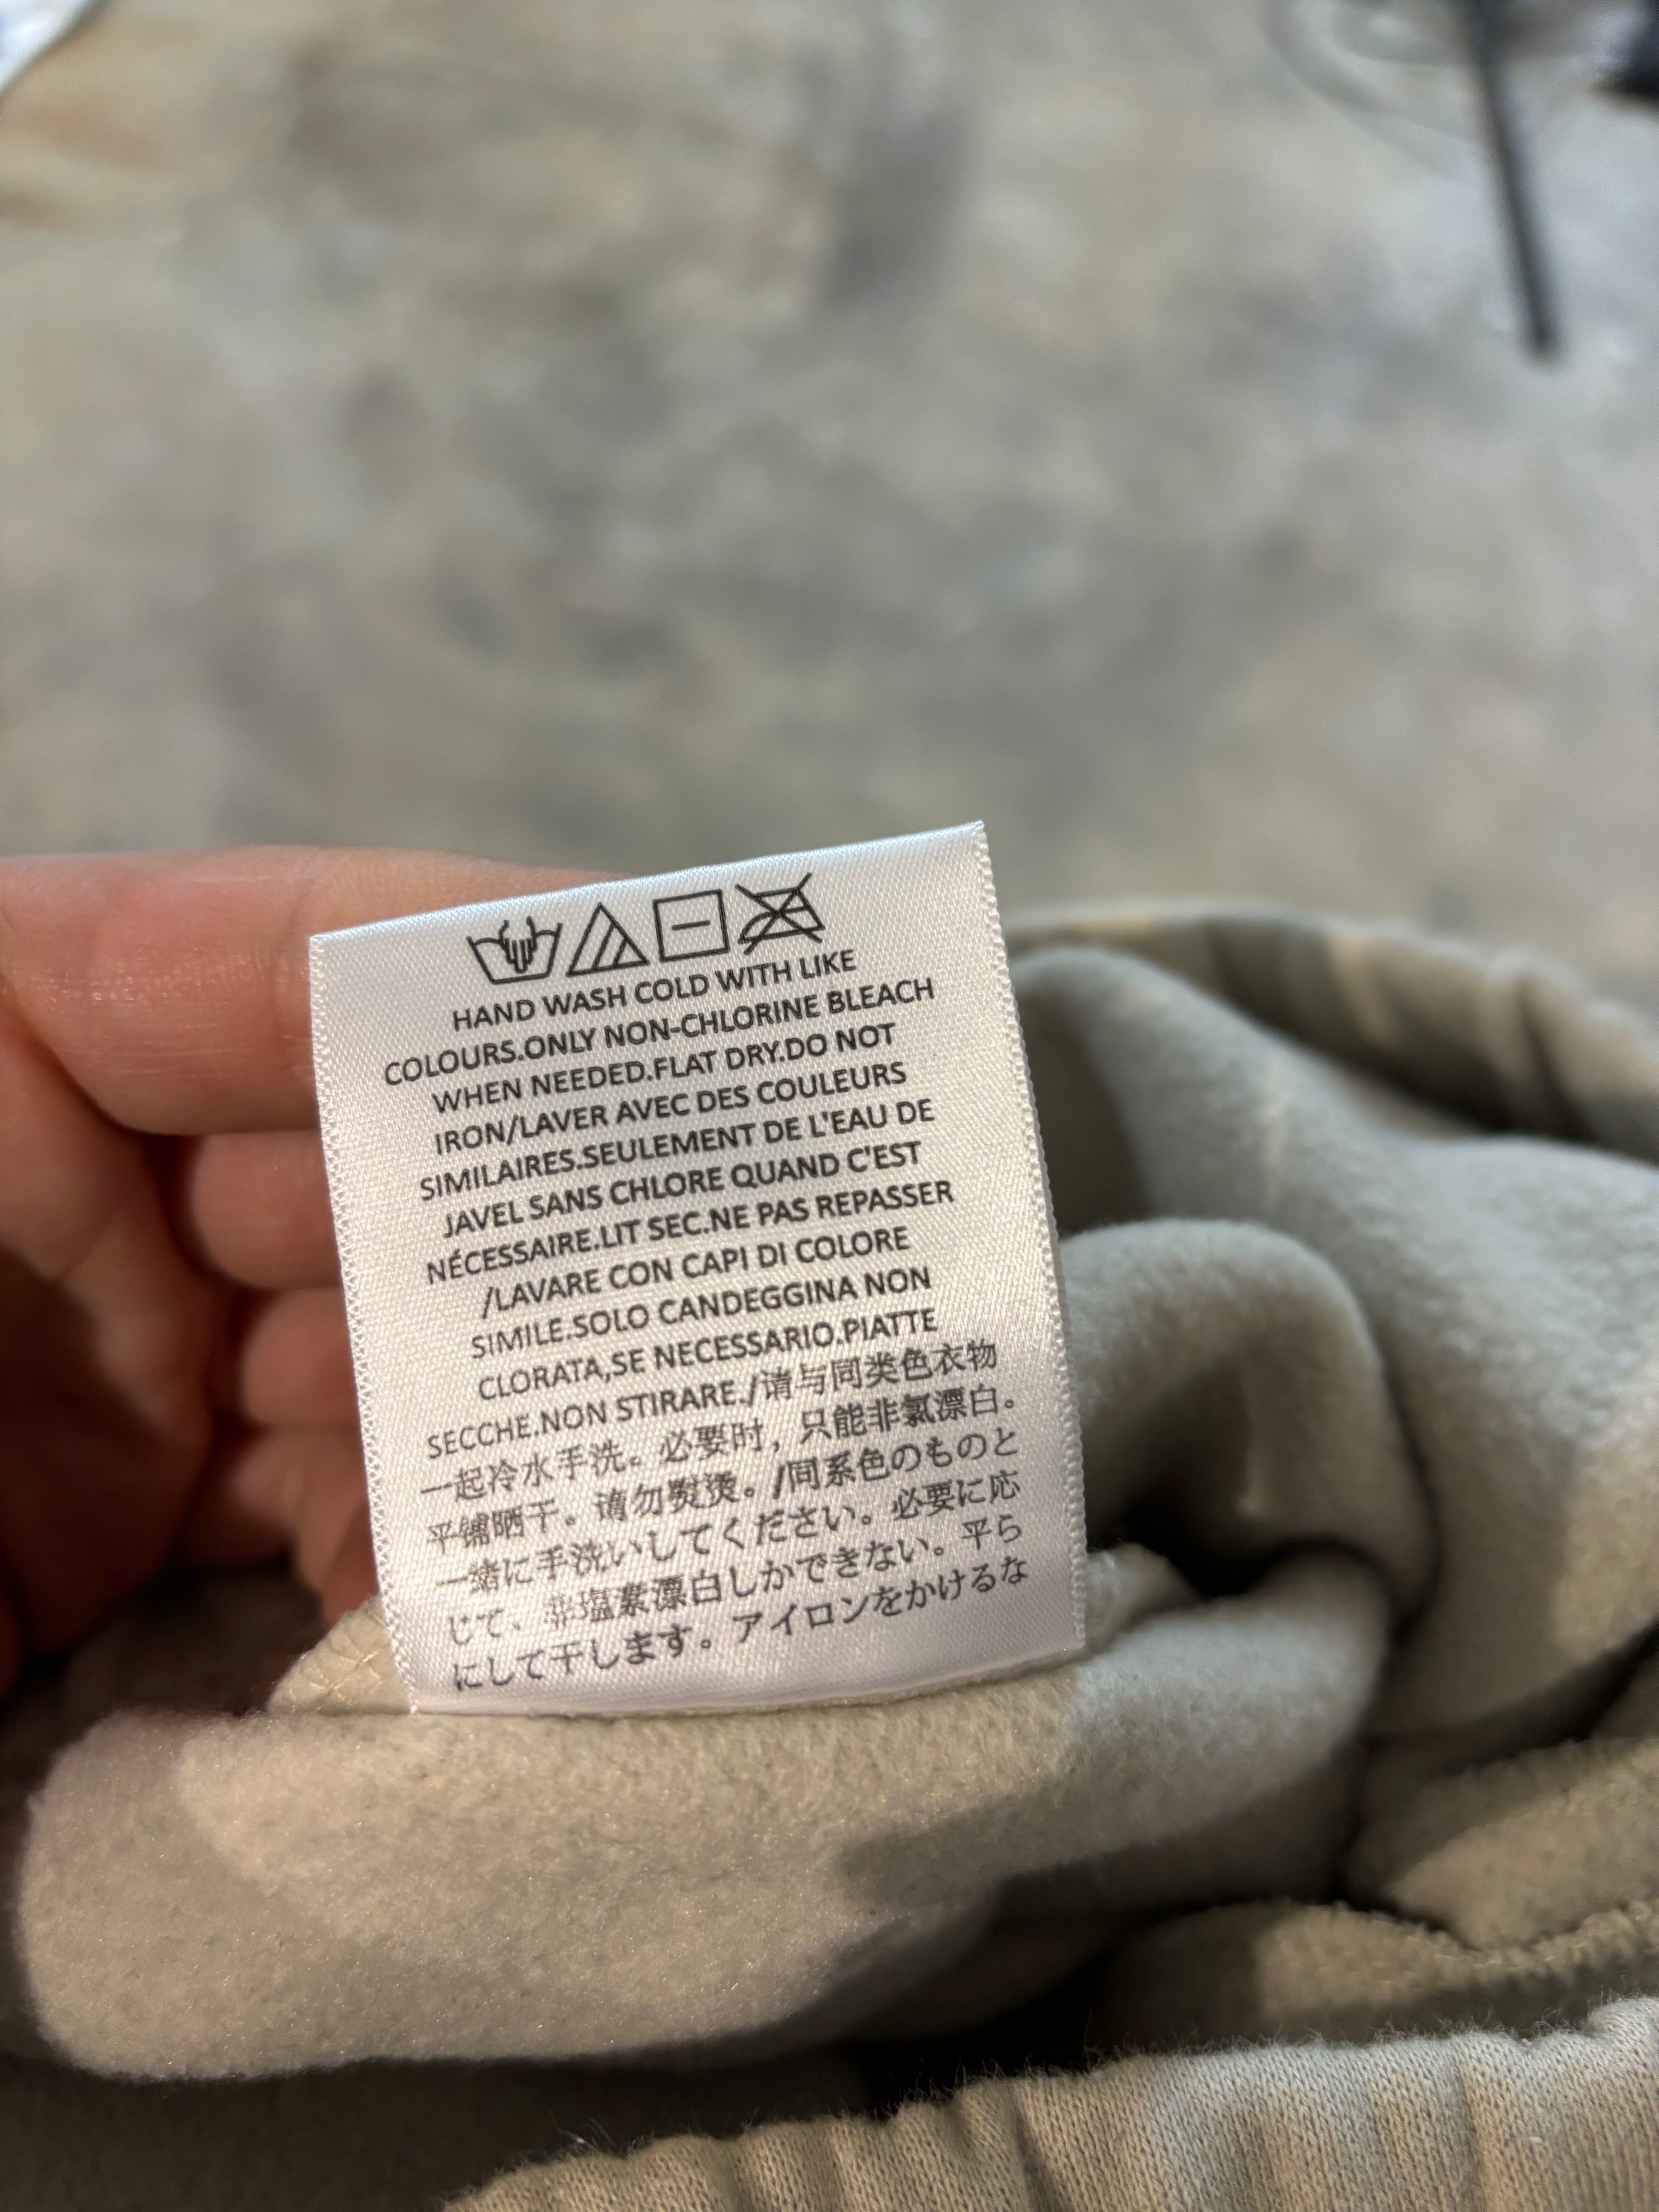 HAND WASH COLD WITH LIKE
COLOURS.ONLY NON-CHLORINE BLEACH
WHEN NEEDED.FLAT DRY.DO NOT
IRON/LAVER AVEC DES COULEURS
SIMILAIRES.SEULEMENT DE L'EAU DE
JAVEL SANS CHLORE QUAND C'EST
NÉCESSAIRE.LIT SEC.NE PAS REPASSER
/LAVARE CON CAPI DI COLORE
SIMILE.SOLO CANDEGGINA NON
CLORATA,SE NECESSARIO.PIATTE
SECCHE.NON STIRARE./请与同类色衣物
一起冷水手洗。必要时，只能非氯漂白。
平铺晒干。请勿熨烫。/同系色のものと
一緒に手洗いしてください。必要に応
じて、非塩素漂白しかできない。平ら
にして干します。アイロンをかけるな